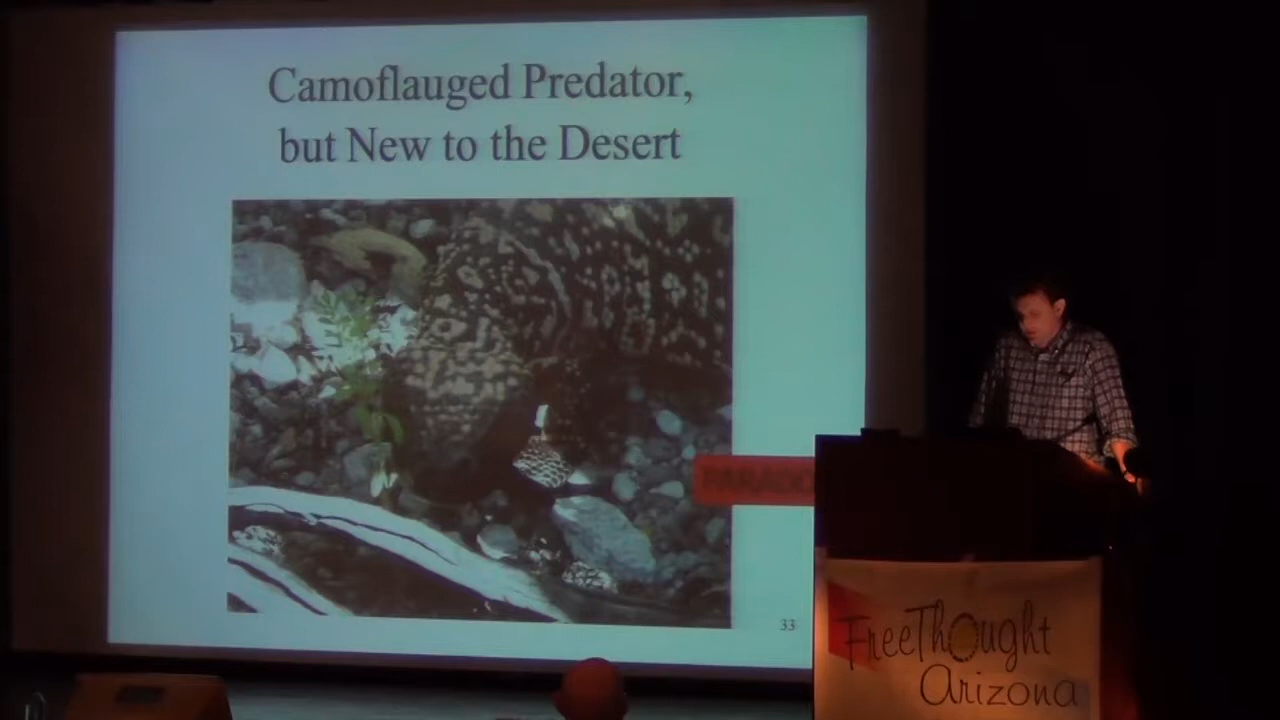 Camoflauged Predator,
but New to the Desert
33
FreeThought
Arizona